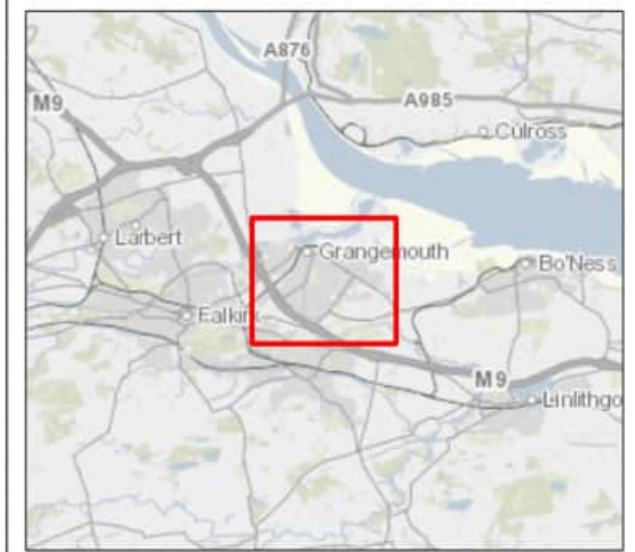 A876
M9
A985
Culross
Larbert
Grangemouth
Bo'Ness
Falkirk
M9
Linlithgo